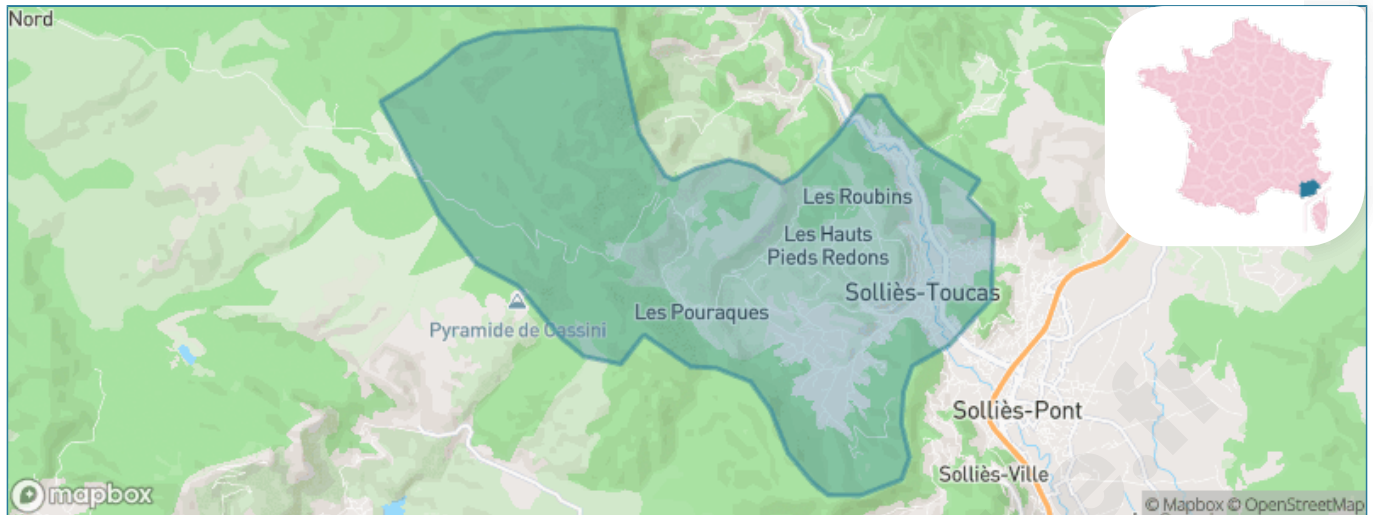 Nord
Les Roubins
Les Hauts
Pieds Redons
Solliès-Toucas
Les Pouraques
Pyramide de Cassini
Solliès-Pont
Solliès-Ville
mapbox
© Mapbox © OpenStreetMap